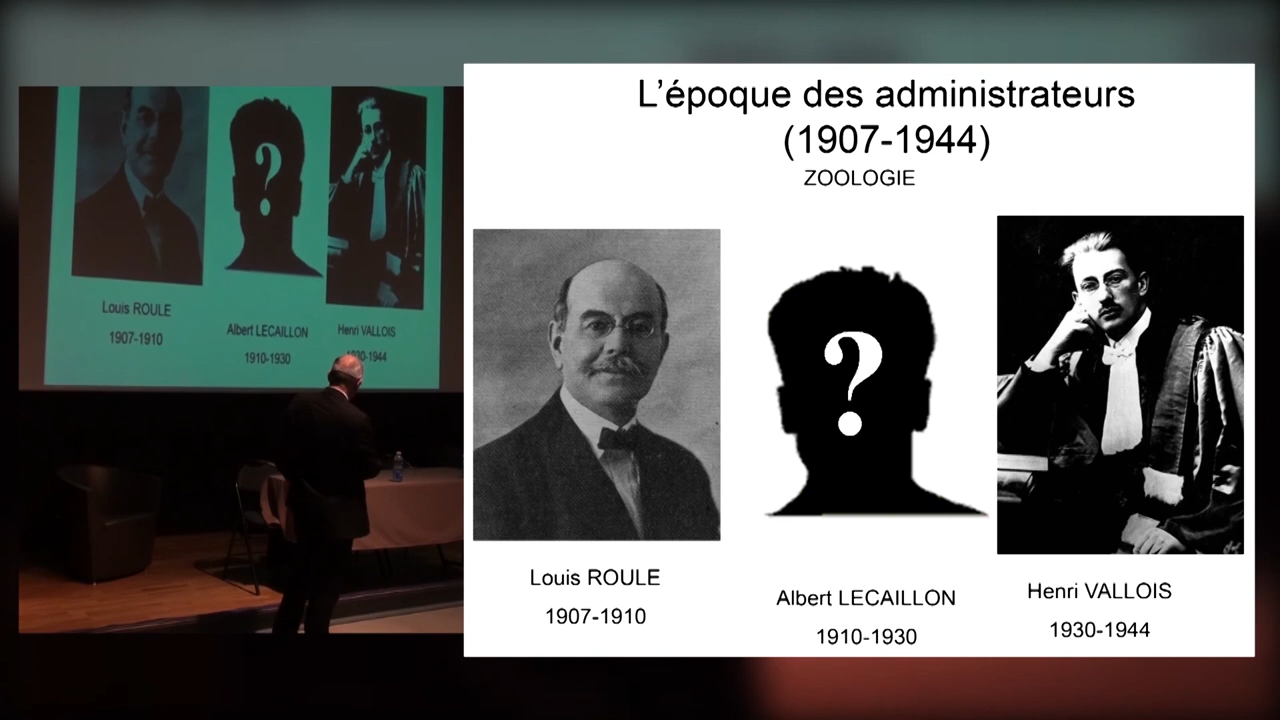 L'époque des administrateurs
(1907-1944)
ZOOLOGIE
?
Louis ROULE
1907-1910
Albert LECAILLON
1910-1930
Henri VALLOIS
1930-1944
?
Louis ROULE
1907-1910
Albert LECAILLON
1910-1930
Henri VALLOIS
1930-1944